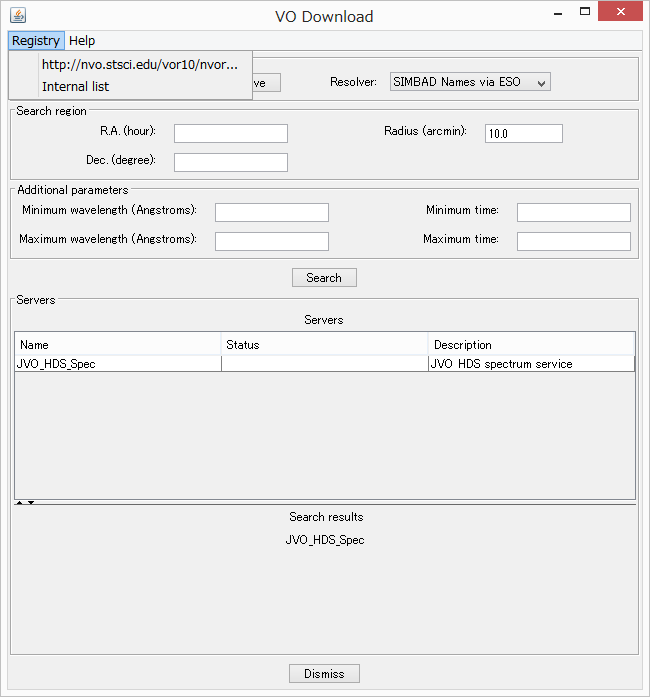 VO Download
Registry Help
http://nvo.stsci.edu/vor10/nvor...
Internal list
ve Resolver: SIMBAD Names via ESO
Search region
R.A. (hour): Radius (arcmin): 10.0
Dec. (degree):
Additional parameters
Minimum wavelength (Angstroms): Minimum time:
Maximum wavelength (Angstroms): Maximum time:
Search
Servers
Servers
Name Status Description
JVO_HDS_Spec JVO HDS spectrum service
Search results
JVO_HDS_Spec
Dismiss